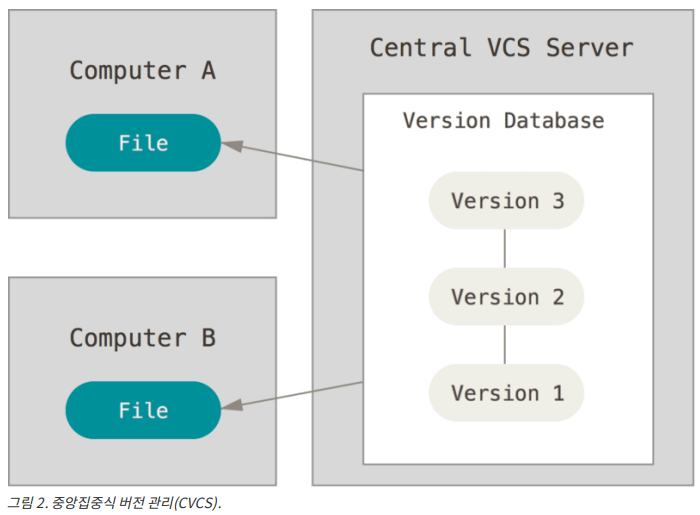 Computer A
File
Computer B
File
Central VCS Server
Version Database
Version 3
Version 2
Version 1
그림 2. 중앙집중식 버전 관리(CVCS).